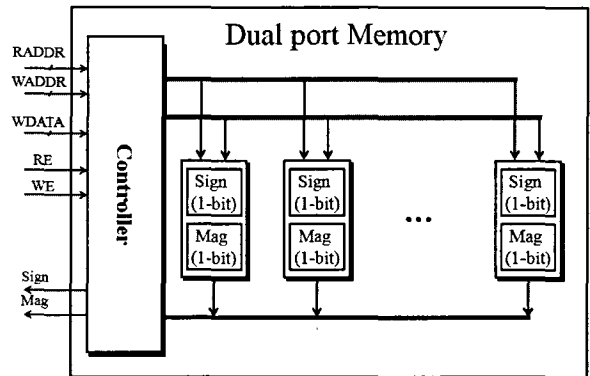 Dual port Memory
RADDR
WADDR
WDATA
RE
WE
Sign
Mag
Controller
Sign
(1-bit)
Mag
(1-bit)
Sign
(1-bit)
Mag
(1-bit)
...
Sign
(1-bit)
Mag
(1-bit)